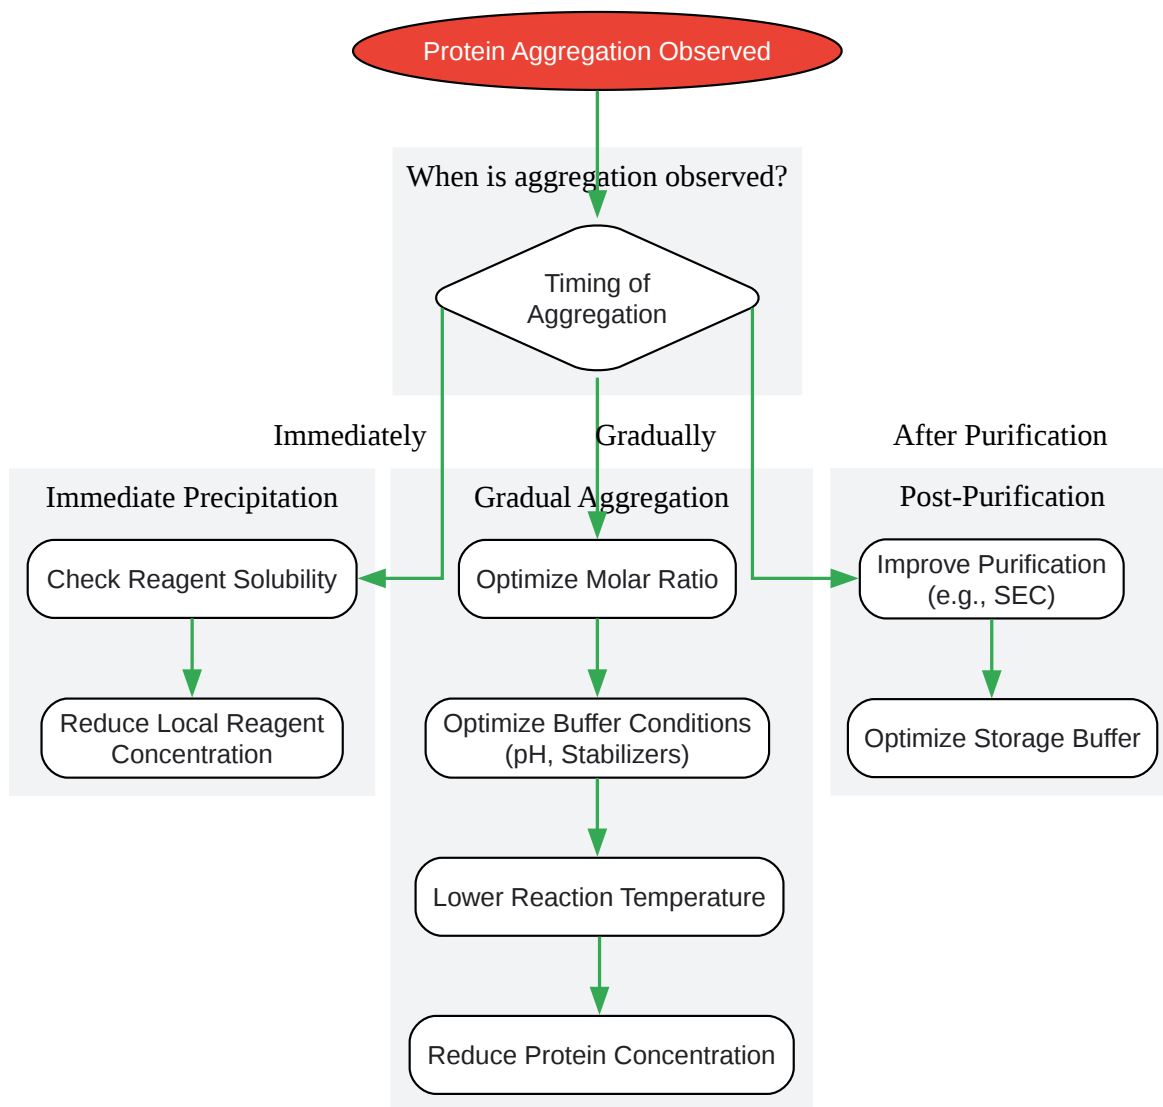 Protein Aggregation Observed
When is aggregation observed?
Timing of
Aggregation
Immediately
Gradually
After Purification
Immediate Precipitation
Check Reagent Solubility
Reduce Local Reagent
Concentration
Gradual Aggregation
Optimize Molar Ratio
Optimize Buffer Conditions
(pH, Stabilizers)
Lower Reaction Temperature
Reduce Protein Concentration
Post-Purification
Improve Purification
(e.g., SEC)
Optimize Storage Buffer